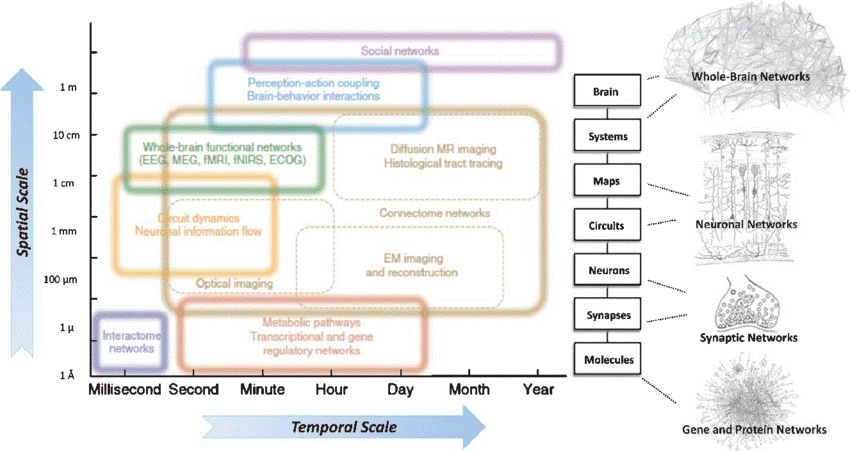 Social networks
Perception-action coupling
Brain-behavior interactions
Whole-brain functional networks
(EEG, MEG, fMRI, fNIRS, ECOG)
Diffusion MR imaging
Histological tract tracing
Circuit dynamics
Neuronal information flow
Connectome networks
Optical imaging
EM imaging
and reconstruction
Interactome
networks
Metabolic pathways
Transcriptional and gene
regulatory networks
Spatial Scale
1 m
10 cm
1 cm
1 mm
100 µm
1 µ
1 Å
Millisecond
Second
Minute
Hour
Day
Month
Year
Temporal Scale
Brain
Systems
Maps
Circuits
Neurons
Synapses
Molecules
Whole-Brain Networks
Neuronal Networks
Synaptic Networks
Gene and Protein Networks